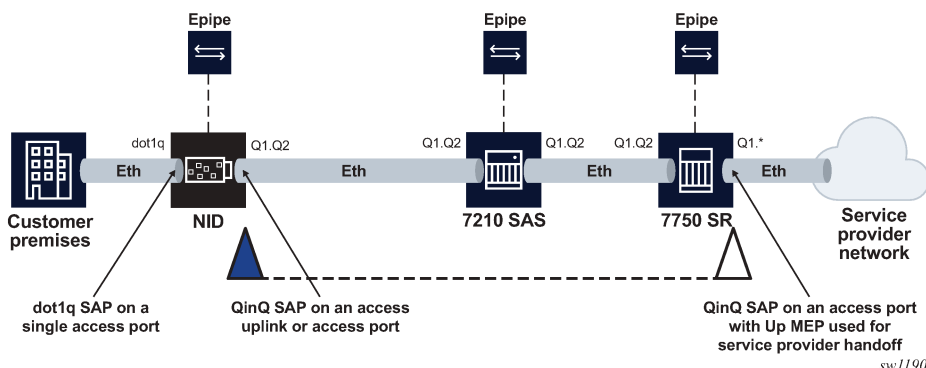 Epipe
Epipe
Epipe
dot1q
Q1.Q2
Q1.Q2
Q1.Q2
Q1.Q2
Q1.*
Eth
Eth
Eth
Eth
Customer
premises
NID
7210 SAS
7750 SR
Service
provider
network
dot1q SAP on a
single access port
QinQ SAP on an access
uplink or access port
QinQ SAP on an access port
with Up MEP used for
service provider handoff
sw1190